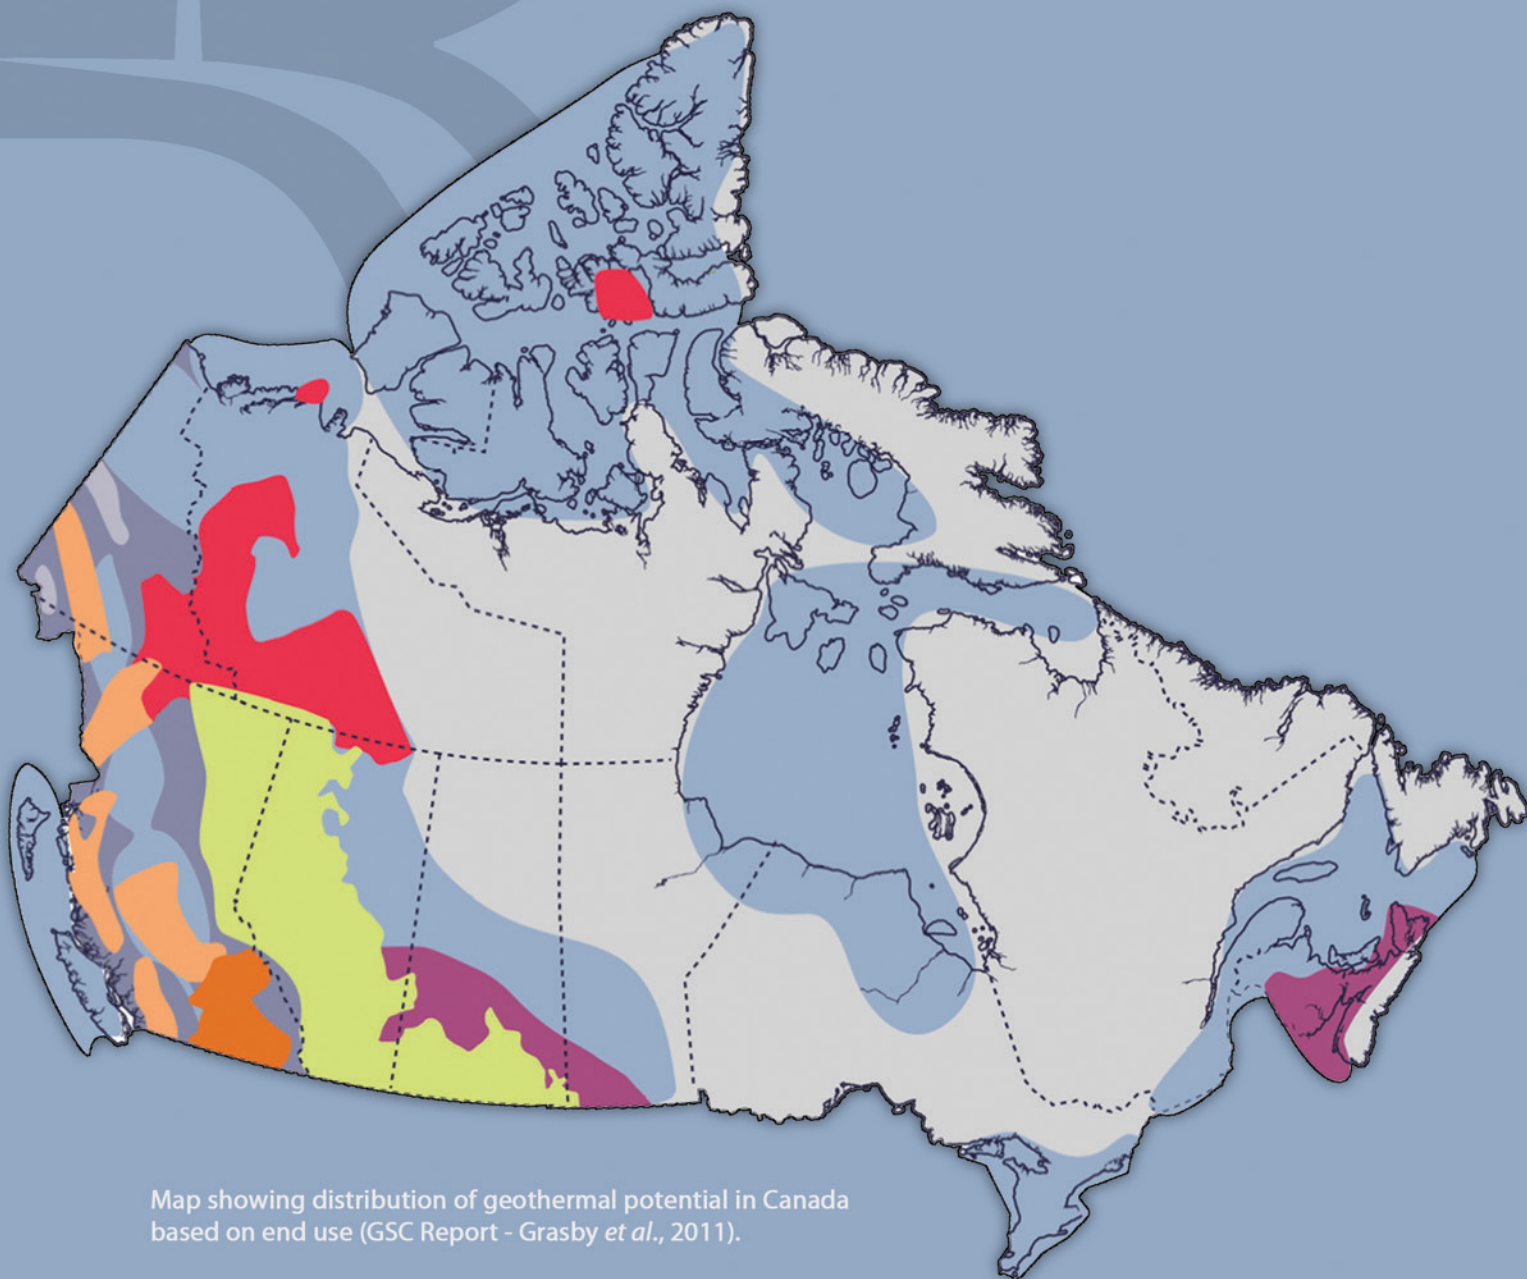 Map showing distribution of geothermal potential in Canada
based on end use (GSC Report - Grasby et al., 2011).